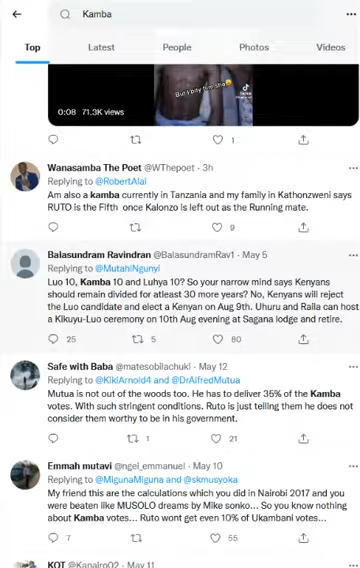 Kamba
Top Latest People Photos Videos
But I pity him sha
TikTok
0:08 71.3K views
1
Wanasamba The Poet @WThepoet · 3h
Replying to @RobertAlai
Am also a kamba currently in Tanzania and my family in Kathonzweni says
RUTO is the Fifth once Kalonzo is left out as the Running mate.
9
Balasundram Ravindran @BalasundramRav1 · May 5
Replying to @MutahiNgunyi
Luo 10, Kamba 10 and Luhya 10? So your narrow mind says Kenyans
should remain divided for atleast 30 more years? No, Kenyans will reject
the Luo candidate and elect a Kenyan on Aug 9th. Uhuru and Raila can host
a Kikuyu-Luo ceremony on 10th Aug evening at Sagana lodge and retire.
25 5 80
Safe with Baba @matesobilachuki · May 12
Replying to @KikiArnold4 and @DrAlfredMutua
Mutua is not out of the woods too. He has to deliver 35% of the Kamba
votes. With such stringent conditions. Ruto is just telling them he does not
consider them worthy to be in his government.
1 21
Emmah mutavi @ngei_emmanuel · May 10
Replying to @MigunaMiguna and @skmusyoka
My friend this are the calculations which you did in Nairobi 2017 and you
were beaten like MUSOLO dreams by Mike sonko... So you know nothing
about Kamba votes... Ruto wont get even 10% of Ukambani votes...
7 55
KOT @Kanairo02 · May 11